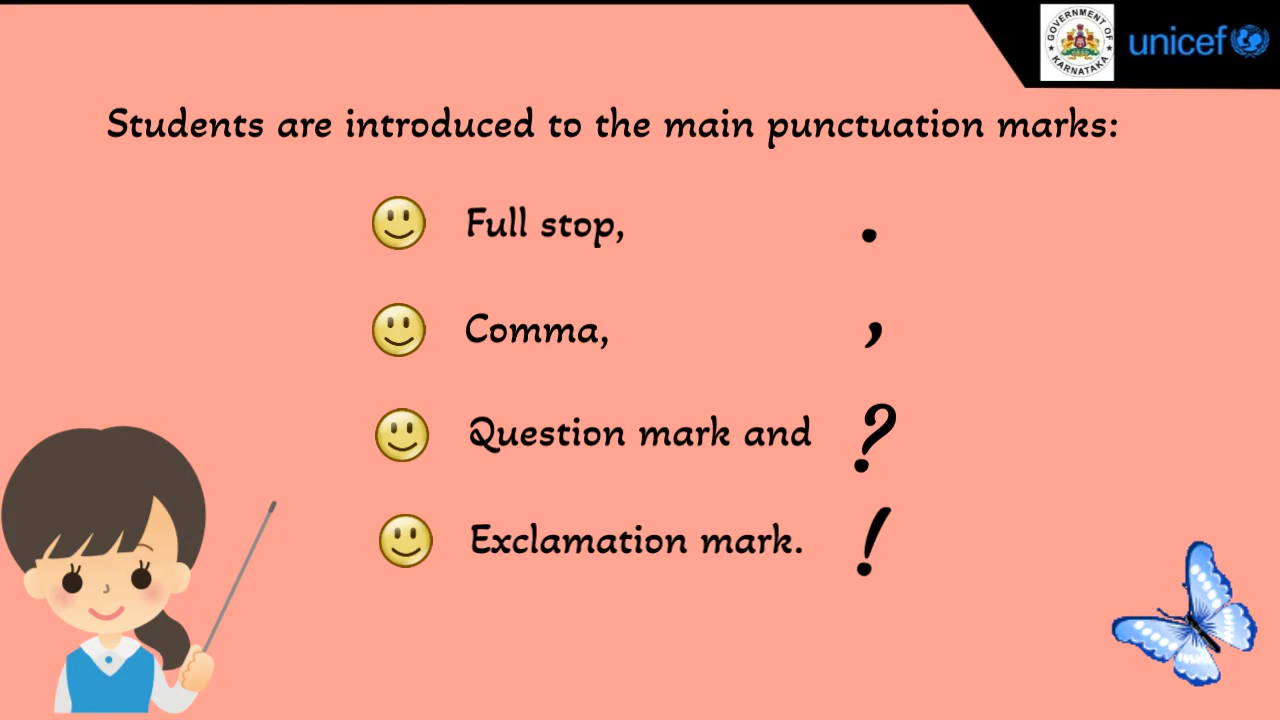 GOVERNMENT OF
KARNATAKA
unicef
Students are introduced to the main punctuation marks:
Full stop, .
Comma, ,
Question mark and ?
Exclamation mark. !